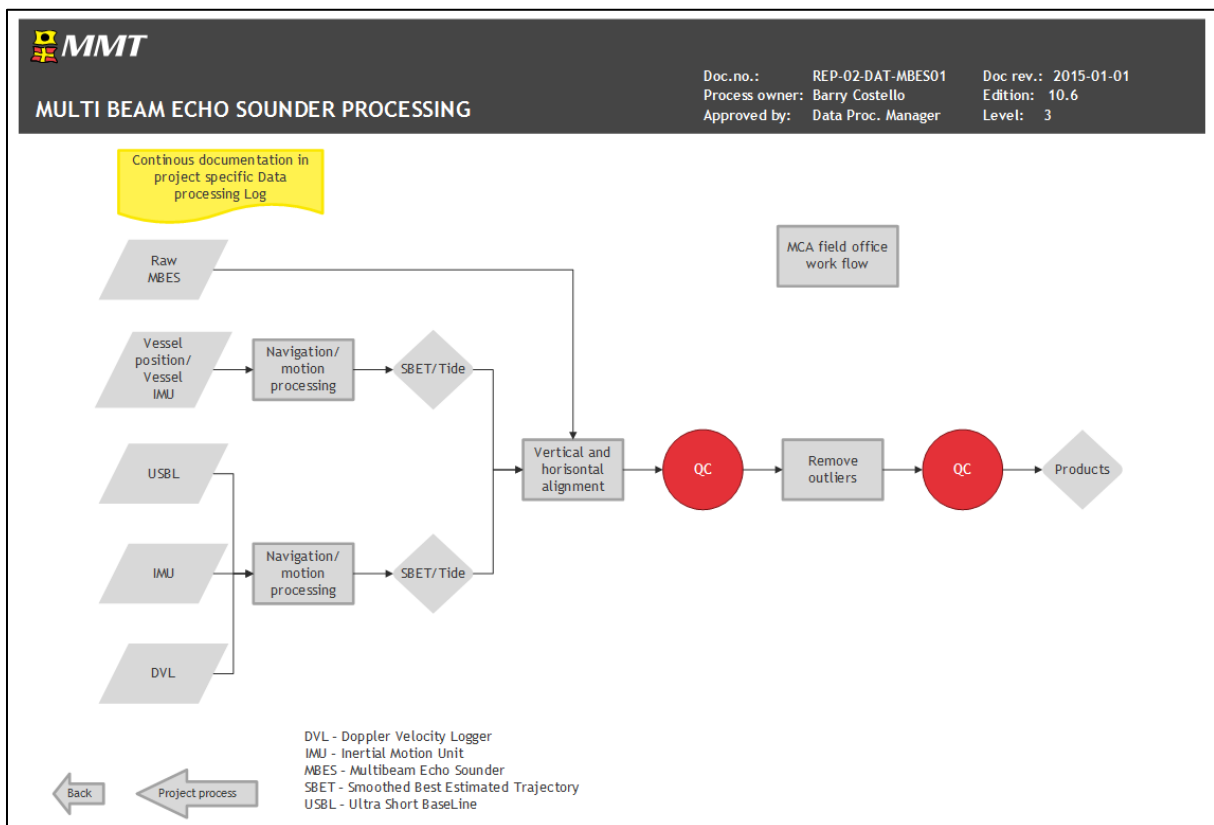 MMT
MULTI BEAM ECHO SOUNDER PROCESSING
Doc.no.: REP-02-DAT-MBES01 Doc rev.: 2015-01-01
Process owner: Barry Costello Edition: 10.6
Approved by: Data Proc. Manager Level: 3
Continous documentation in
project specific Data
processing Log
Raw
MBES
MCA field office
work flow
Vessel
position/
Vessel
IMU
Navigation/
motion
processing
SBET/Tide
USBL
Vertical and
horisontal
alignment
QC
Remove
outliers
QC
Products
IMU
Navigation/
motion
processing
SBET/Tide
DVL
DVL - Doppler Velocity Logger
IMU - Inertial Motion Unit
MBES - Multibeam Echo Sounder
SBET - Smoothed Best Estimated Trajectory
USBL - Ultra Short BaseLine
Back
Project process